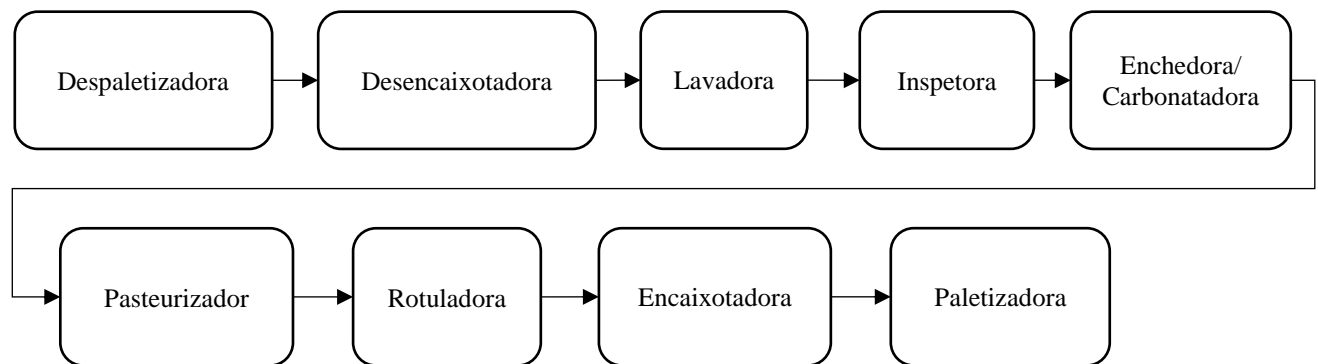 Despaletizadora
Desencaixotadora
Lavadora
Inspetora
Enchedora/
Carbonatadora
Pasteurizador
Rotuladora
Encaixotadora
Paletizadora